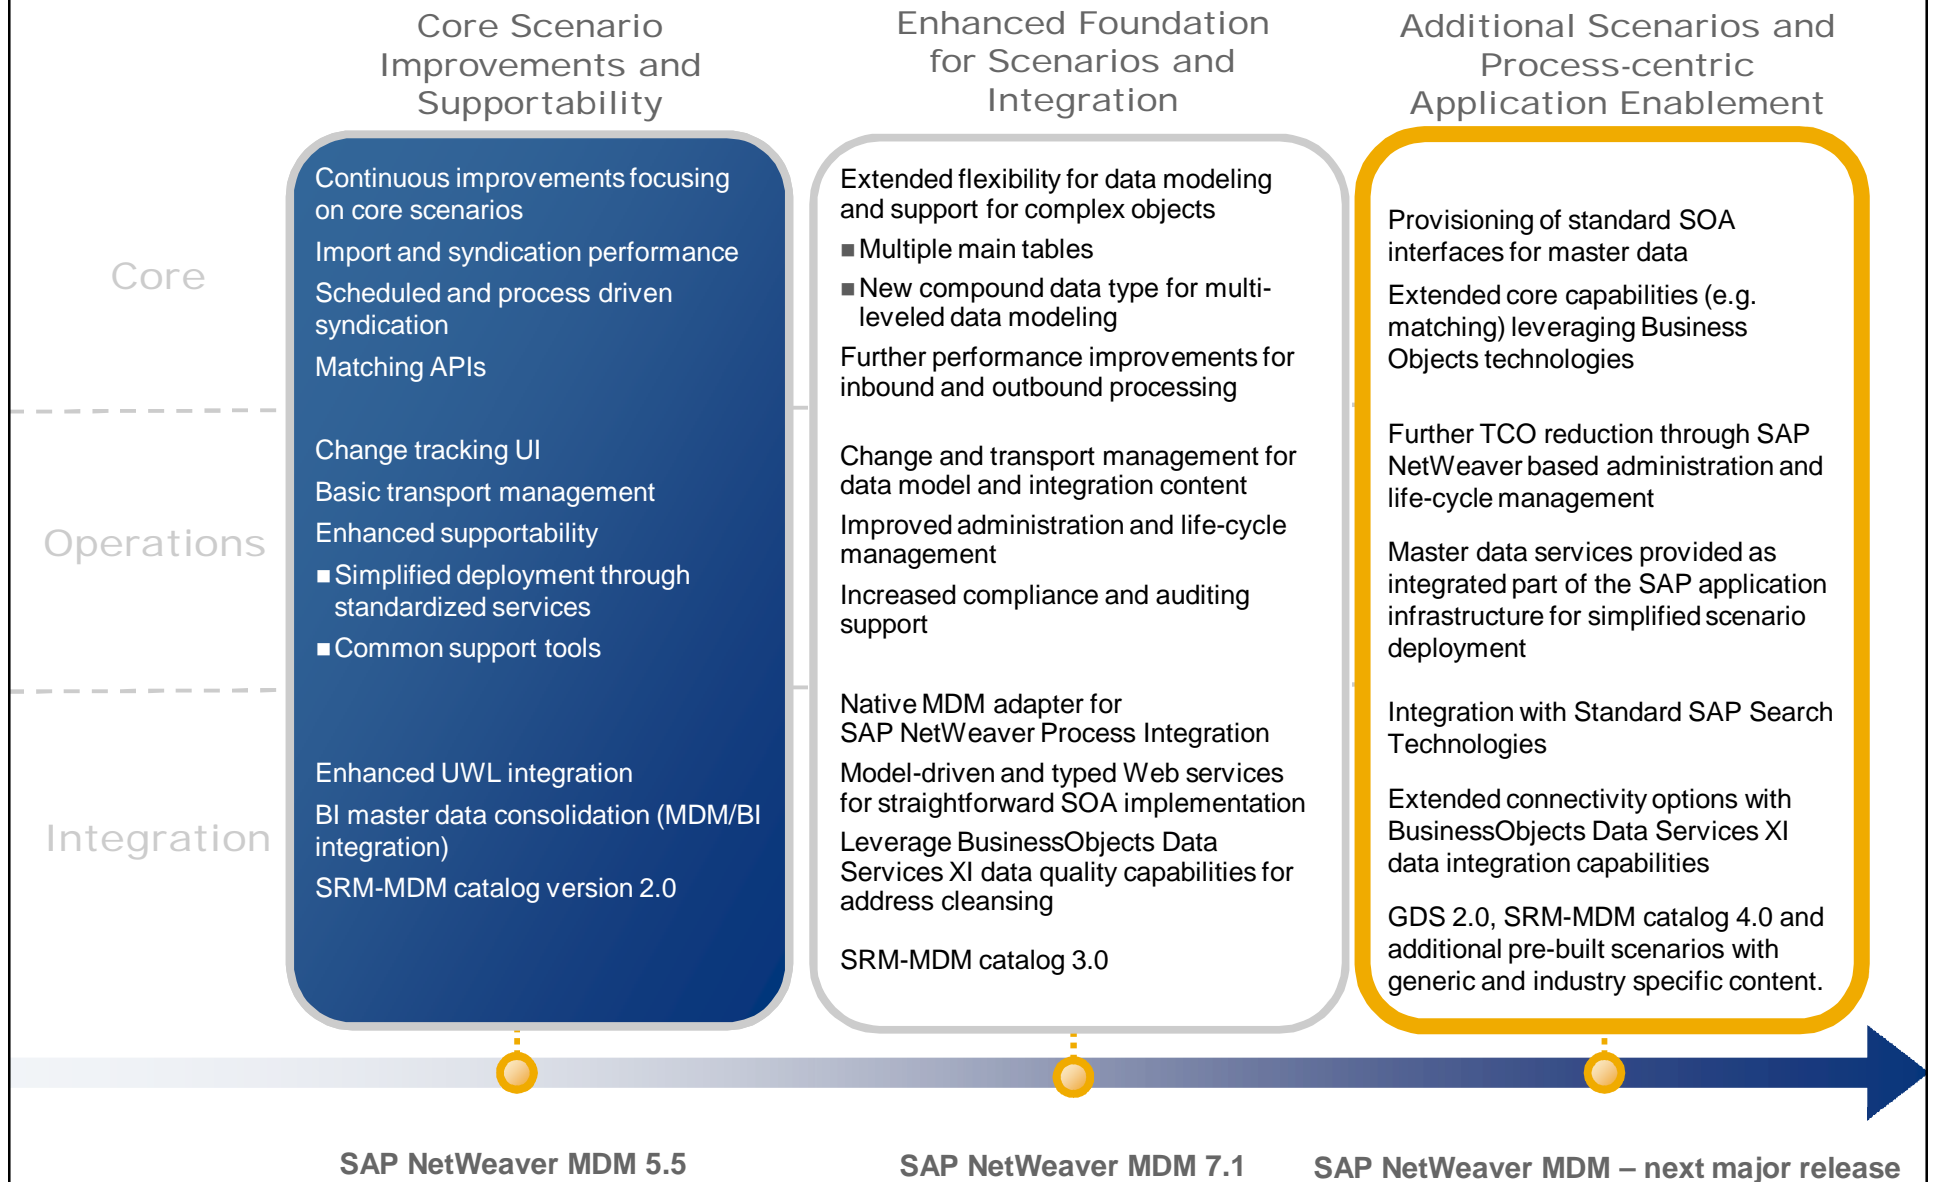 Core Scenario
Improvements and
Supportability
Enhanced Foundation
for Scenarios and
Integration
Additional Scenarios and
Process-centric
Application Enablement
Core
Continuous improvements focusing
on core scenarios
Import and syndication performance
Scheduled and process driven
syndication
Matching APIs
Extended flexibility for data modeling
and support for complex objects
■ Multiple main tables
■ New compound data type for multi-
leveled data modeling
Further performance improvements for
inbound and outbound processing
Provisioning of standard SOA
interfaces for master data
Extended core capabilities (e.g.
matching) leveraging Business
Objects technologies
Operations
Change tracking UI
Basic transport management
Enhanced supportability
■ Simplified deployment through
standardized services
■ Common support tools
Change and transport management for
data model and integration content
Improved administration and life-cycle
management
Increased compliance and auditing
support
Further TCO reduction through SAP
NetWeaver based administration and
life-cycle management
Master data services provided as
integrated part of the SAP application
infrastructure for simplified scenario
deployment
Integration
Enhanced UWL integration
BI master data consolidation (MDM/BI
integration)
SRM-MDM catalog version 2.0
Native MDM adapter for
SAP NetWeaver Process Integration
Model-driven and typed Web services
for straightforward SOA implementation
Leverage BusinessObjects Data
Services XI data quality capabilities for
address cleansing
SRM-MDM catalog 3.0
Integration with Standard SAP Search
Technologies
Extended connectivity options with
BusinessObjects Data Services XI
data integration capabilities
GDS 2.0, SRM-MDM catalog 4.0 and
additional pre-built scenarios with
generic and industry specific content.
SAP NetWeaver MDM 5.5
SAP NetWeaver MDM 7.1
SAP NetWeaver MDM – next major release